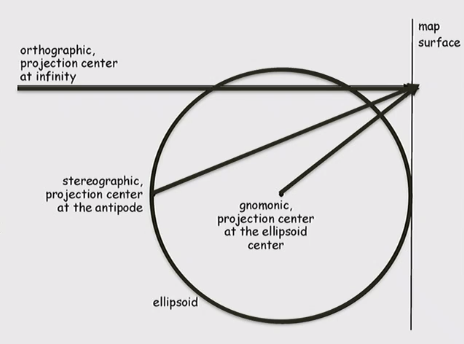 map
surface
orthographic,
projection center
at infinity
stereographic,
projection center
at the antipode
gnomonic,
projection center
at the ellipsoid
center
ellipsoid